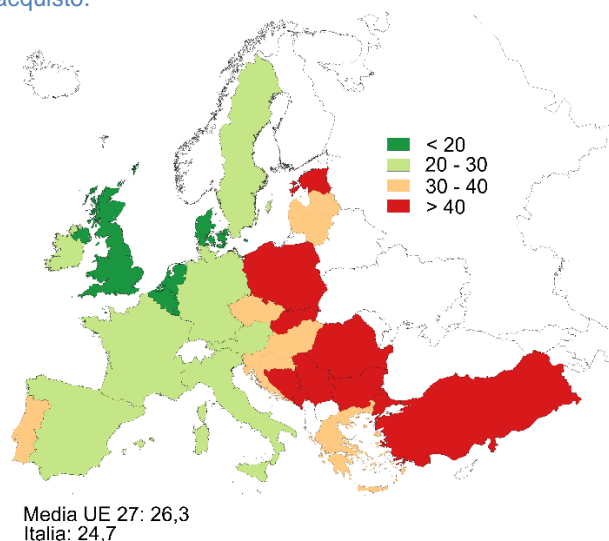 acquisto.
< 20
20 - 30
30 - 40
> 40
Media UE 27: 26,3
Italia: 24,7